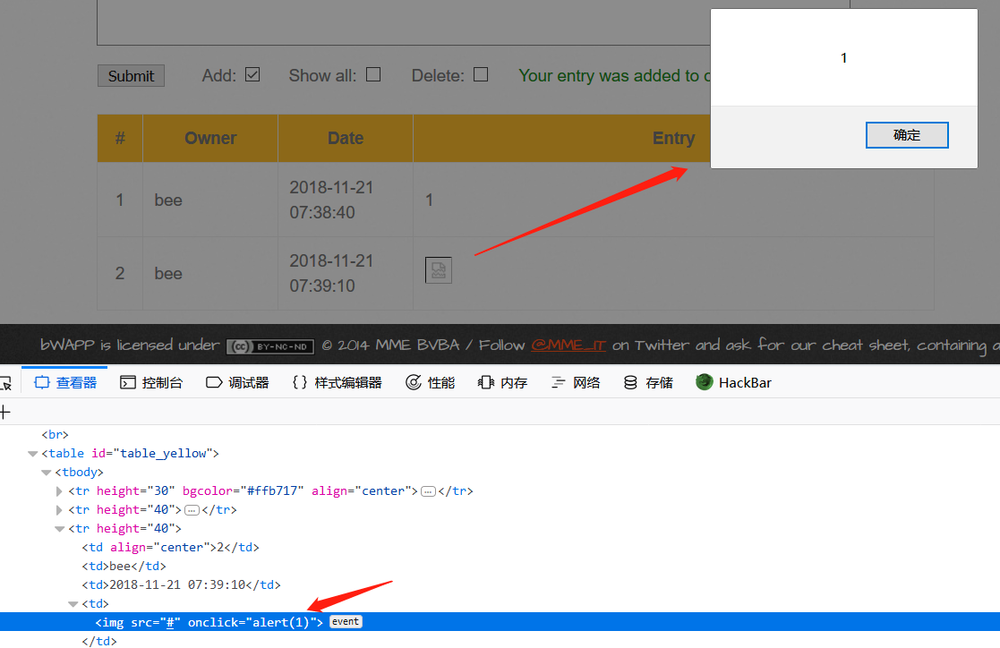 1
确定
Submit Add: Show all: Delete: Your entry was added to
# Owner Date Entry
1 bee 2018-11-21 07:38:40 1
2 bee 2018-11-21 07:39:10
bWAPP is licensed under (cc) BY-NC-ND © 2014 MME BVBA / Follow @MME_IT on Twitter and ask for our cheat sheet, containing
查看器 控制台 调试器 {} 样式编辑器 性能 内存 网络 存储 HackBar
+
<br>
<table id="table_yellow">
<tbody>
<tr height="30" bgcolor="#ffb717" align="center">…</tr>
<tr height="40">…</tr>
<tr height="40">
<td align="center">2</td>
<td>bee</td>
<td>2018-11-21 07:39:10</td>
<td>
<img src="#" onclick="alert(1)"> event
</td>